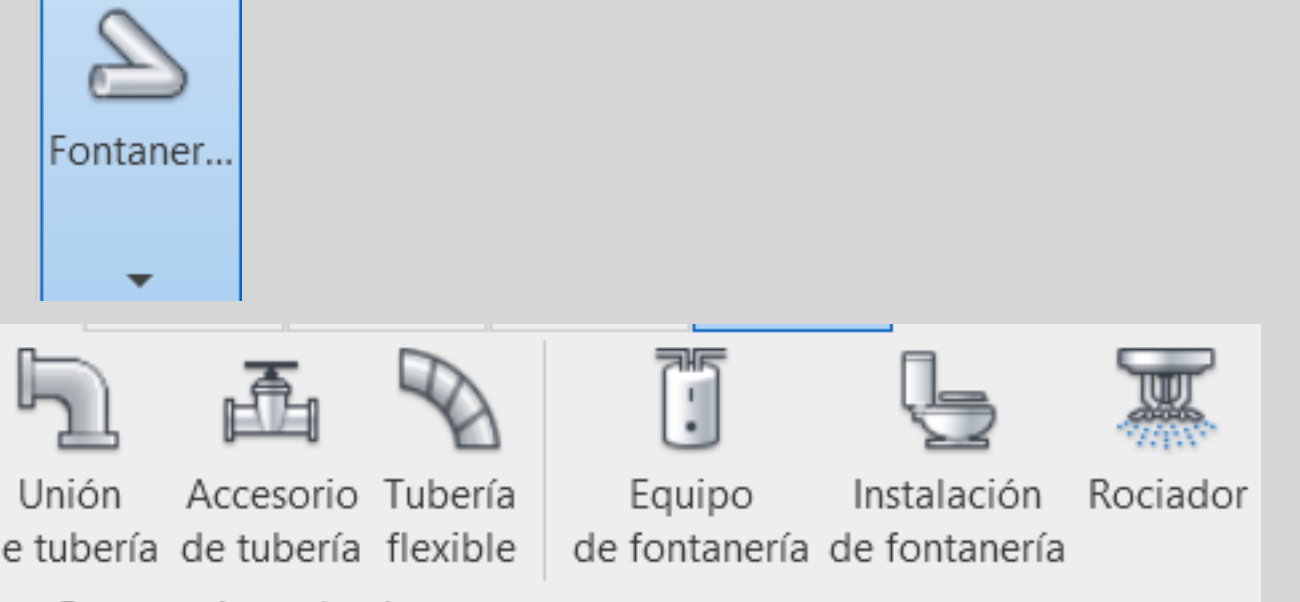 Fontaner...
Unión Accesorio Tubería Equipo Instalación Rociador
e tubería de tubería flexible de fontanería de fontanería